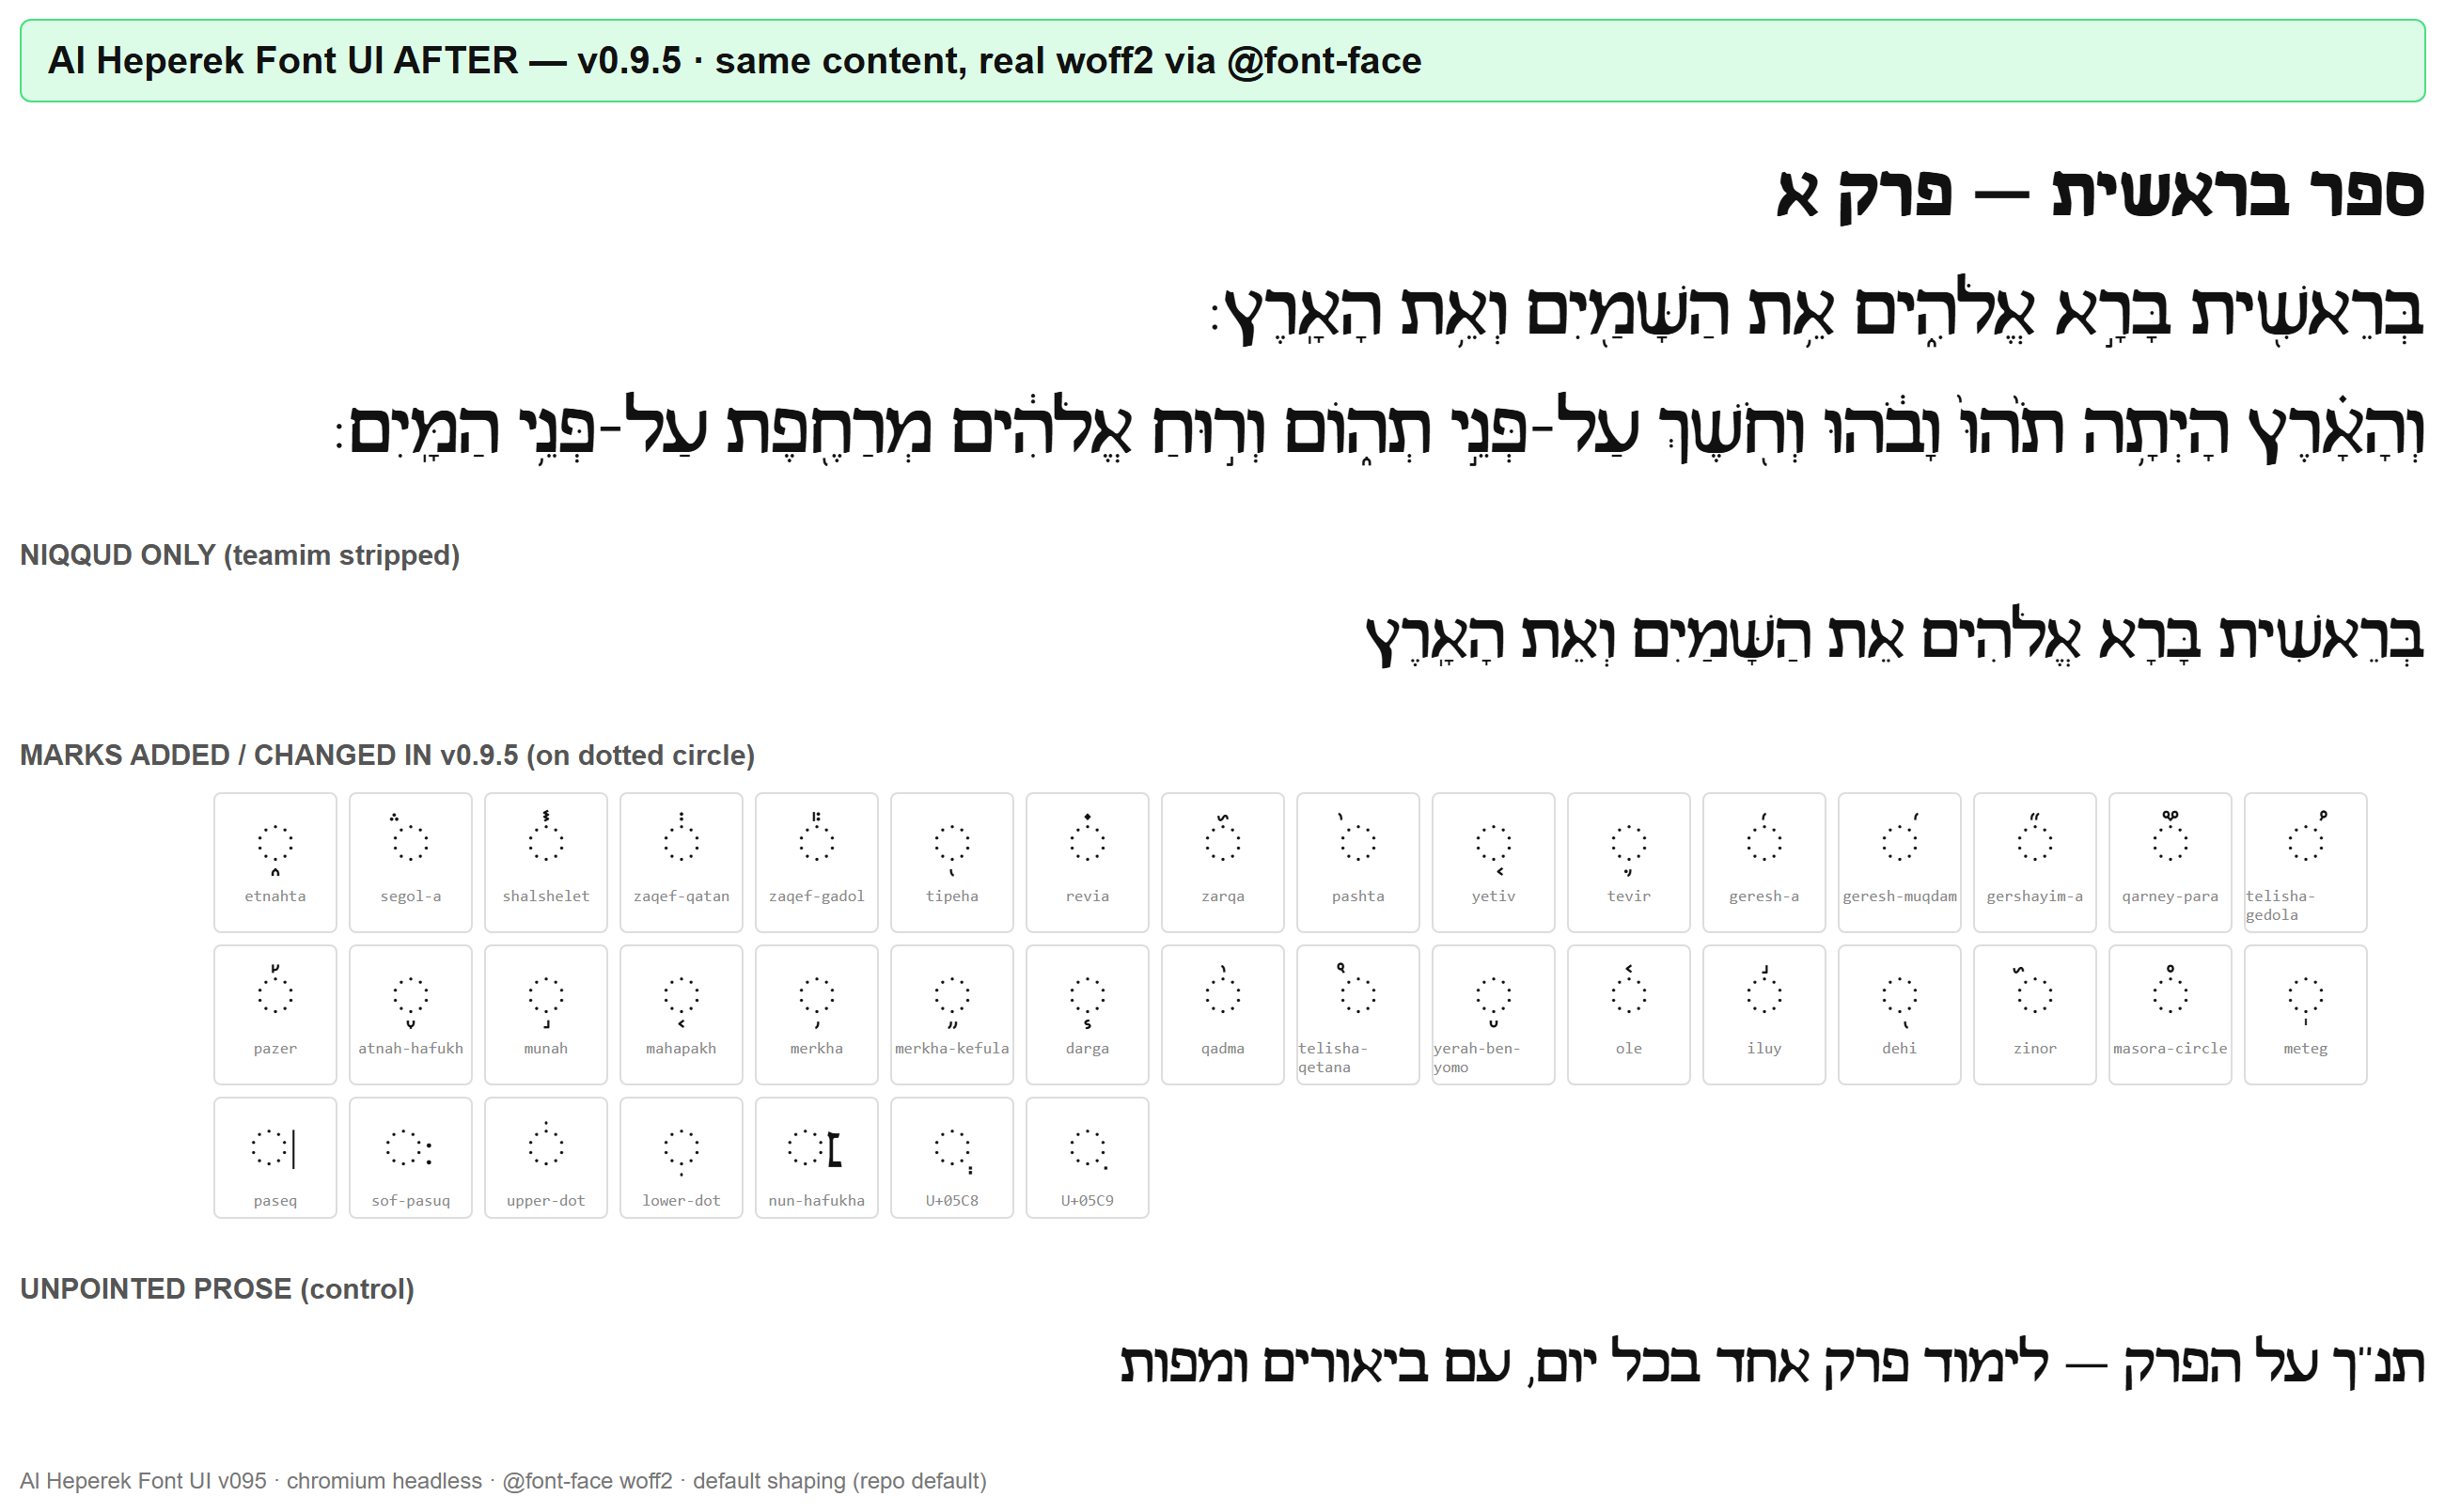 Al Heperek Font UI AFTER — v0.9.5 · same content, real woff2 via @font-face
ספר בראשית — פרק א
בְּרֵאשִׁ֖ית בָּרָ֣א אֱלֹהִ֑ים אֵ֥ת הַשָּׁמַ֖יִם וְאֵ֥ת הָאָֽרֶץ׃
וְהָאָ֗רֶץ הָיְתָ֥ה תֹ֙הוּ֙ וָבֹ֔הוּ וְחֹ֖שֶׁךְ עַל־פְּנֵ֣י תְה֑וֹם וְר֣וּחַ אֱלֹהִ֔ים מְרַחֶ֖פֶת עַל־פְּנֵ֥י הַמָּֽיִם׃
NIQQUD ONLY (teamim stripped)
בְּרֵאשִׁית בָּרָא אֱלֹהִים אֵת הַשָּׁמַיִם וְאֵת הָאָֽרֶץ
MARKS ADDED / CHANGED IN v0.9.5 (on dotted circle)
◌֑ ◌֒ ◌֓ ◌֔ ◌֕ ◌֖ ◌֗ ◌֘ ◌֙ ◌֚ ◌֛ ◌֜ ◌֝ ◌֞ ◌֟ ◌֠
etnahta segol-a shalshelet zaqef-qatan zaqef-gadol tipeha revia zarqa pashta yetiv tevir geresh-a geresh-muqdam gershayim-a qarney-para telisha-gedola
◌֡ ◌֢ ◌֣ ◌֤ ◌֥ ◌֦ ◌֧ ◌֨ ◌֩ ◌֪ ◌֫ ◌֬ ◌֭ ◌֮ ◌֯ ◌ֽ
pazer atnah-hafukh munah mahapakh merkha merkha-kefula darga qadma telisha-qetana yerah-ben-yomo ole iluy dehi zinor masora-circle meteg
◌׀ ◌׃ ◌ׄ ◌ׅ ◌׆ ◌׈ ◌׉
paseq sof-pasuq upper-dot lower-dot nun-hafukha U+05C8 U+05C9
UNPOINTED PROSE (control)
תנ"ך על הפרק — לימוד פרק אחד בכל יום, עם ביאורים ומפות
Al Heperek Font UI v095 · chromium headless · @font-face woff2 · default shaping (repo default)